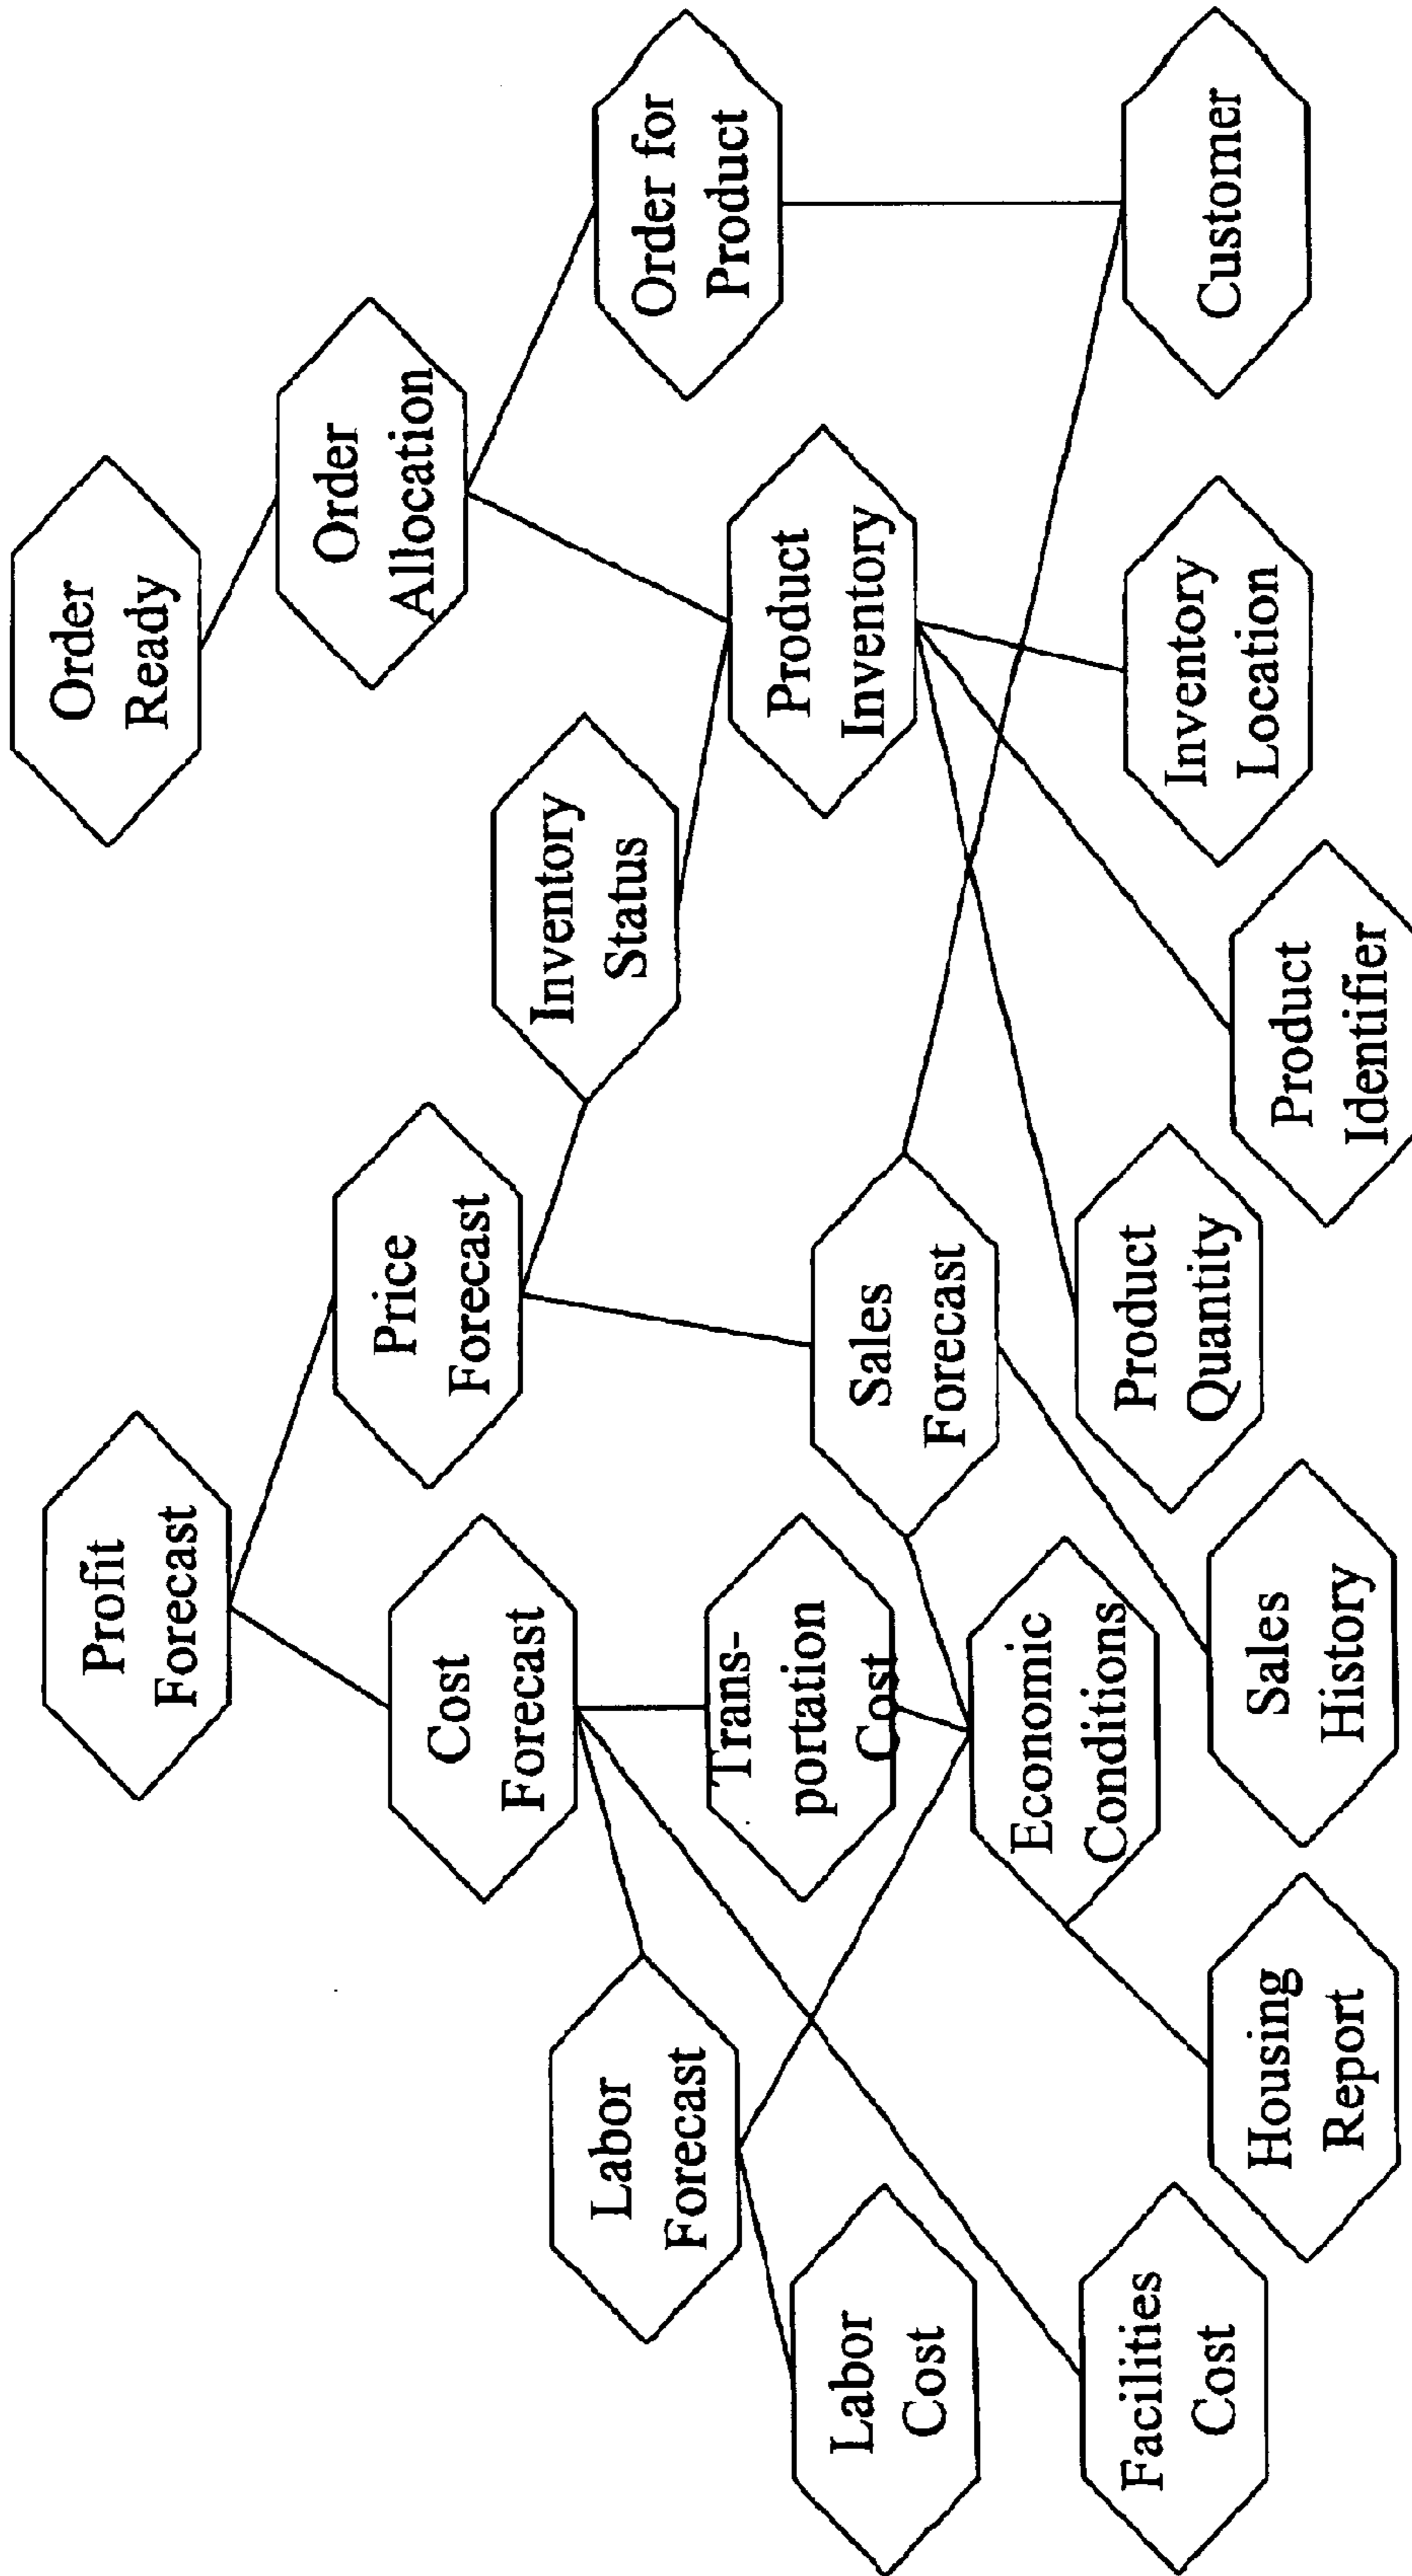 Profit
Forecast
Order
Ready
Cost
Forecast
Price
Forecast
Order
Allocation
Labor
Forecast
Inventory
Status
Order for
Product
Trans-
portation
Cost
Product
Inventory
Labor
Cost
Sales
Forecast
Economic
Conditions
Facilities
Cost
Product
Quantity
Inventory
Location
Customer
Housing
Report
Sales
History
Product
Identifier